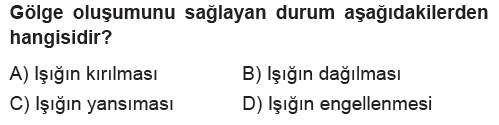 Gölge oluşumunu sağlayan durum aşağıdakilerden
hangisidir?
A) Işığın kırılması B) Işığın dağılması
C) Işığın yansıması D) Işığın engellenmesi